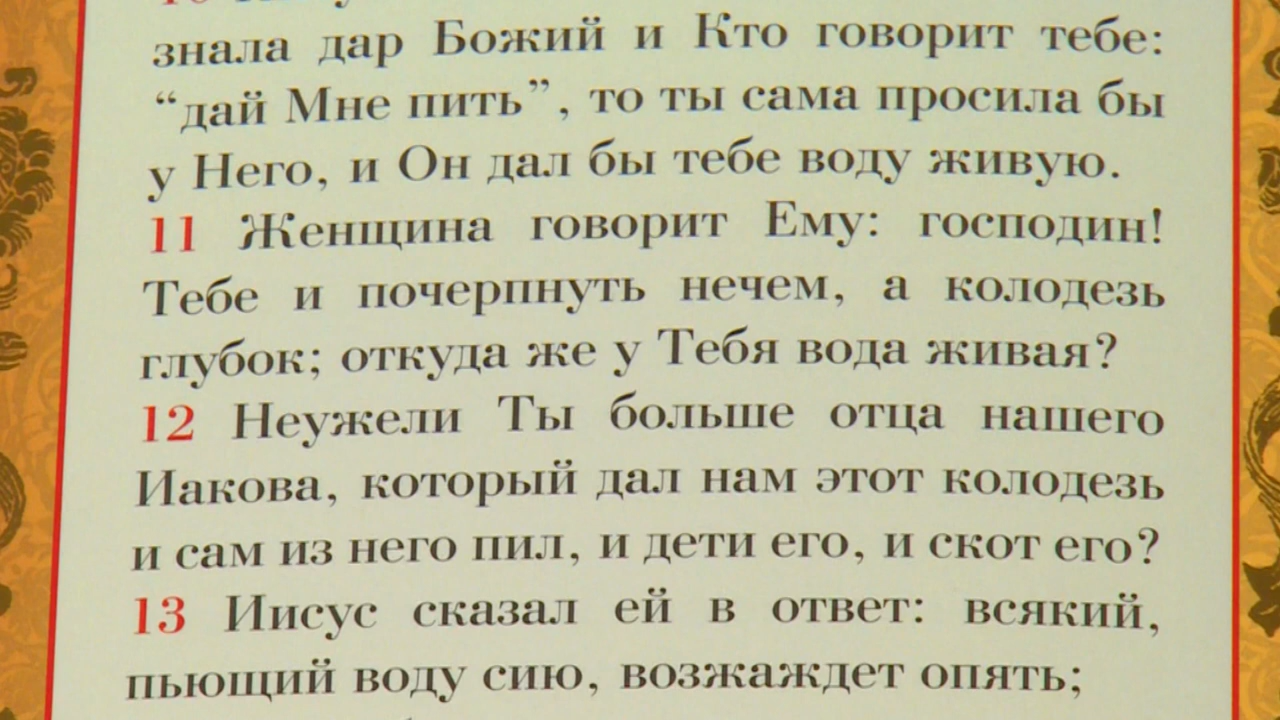 знала дар Божий и Кто говорит тебе:
“дай Мне пить”, то ты сама просила бы
у Него, и Он дал бы тебе воду живую.
11 Женщина говорит Ему: господин!
Тебе и почерпнуть нечем, а колодезь
глубок; откуда же у Тебя вода живая?
12 Неужели Ты больше отца нашего
Иакова, который дал нам этот колодезь
и сам из него пил, и дети его, и скот его?
13 Иисус сказал ей в ответ: всякий,
пьющий воду сию, возжаждет опять;